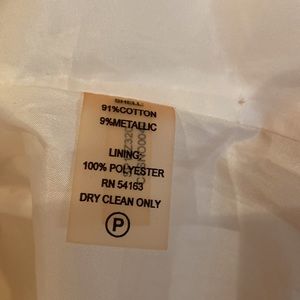 SHELL:
91%COTTON
9%METALLIC
LINING:
100% POLYESTER
RN 54163
DRY CLEAN ONLY
P